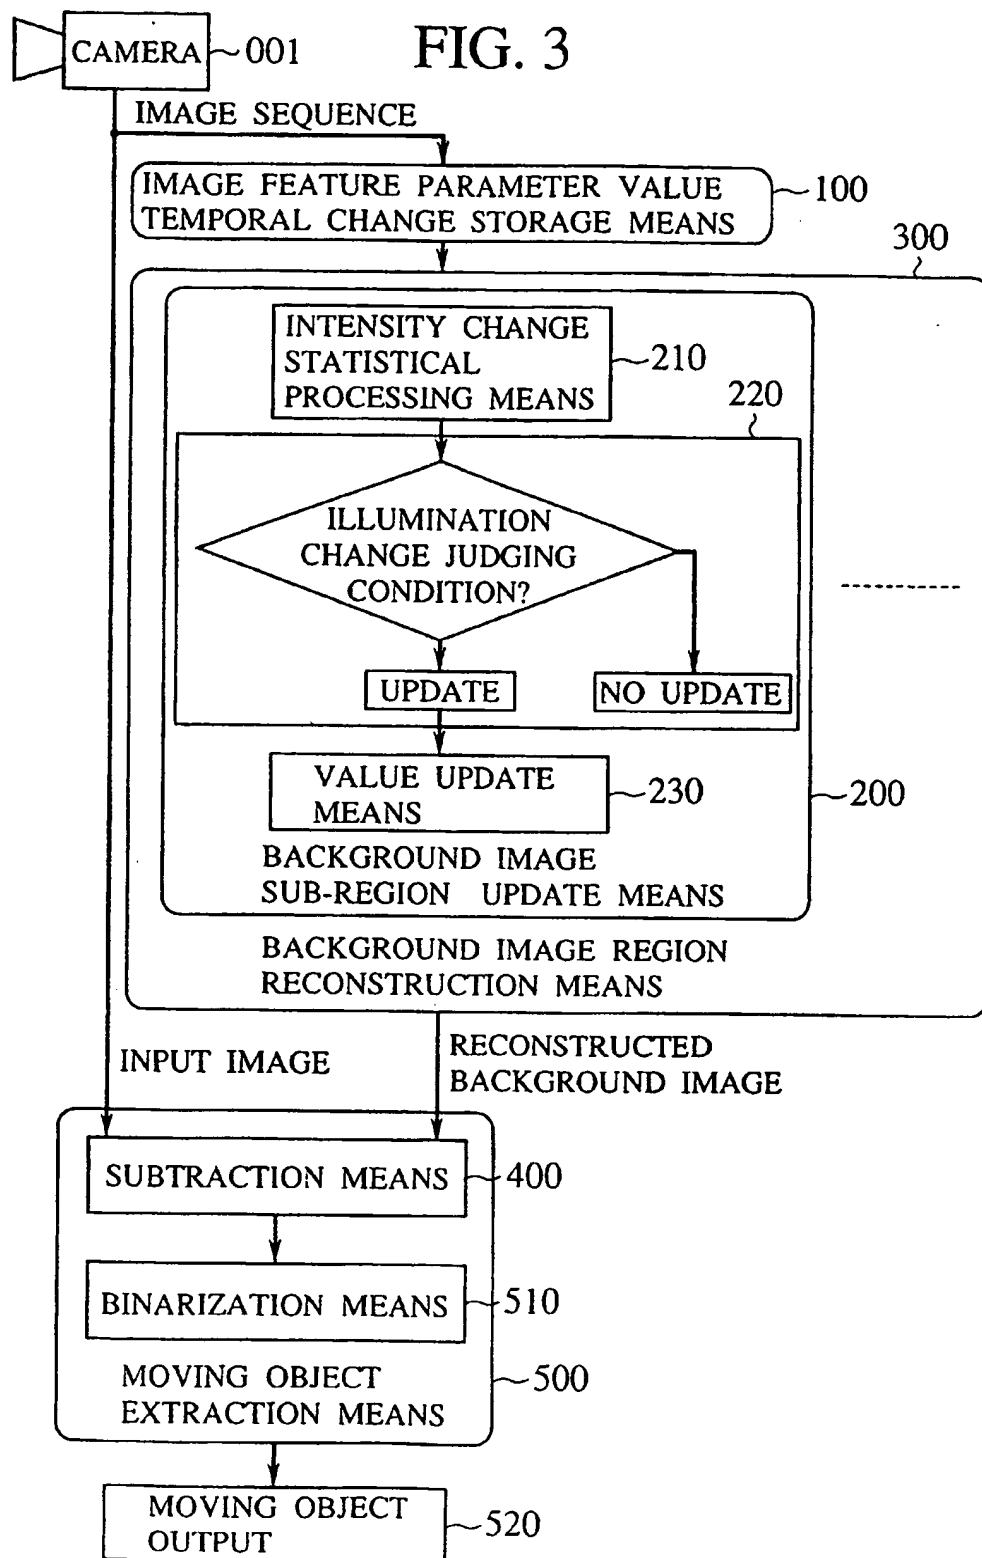 CAMERA
001
FIG. 3
IMAGE SEQUENCE
IMAGE FEATURE PARAMETER VALUE
TEMPORAL CHANGE STORAGE MEANS
100
300
INTENSITY CHANGE
STATISTICAL
PROCESSING MEANS
210
220
ILLUMINATION
CHANGE JUDGING
CONDITION?
UPDATE
NO UPDATE
VALUE UPDATE
MEANS
230
200
BACKGROUND IMAGE
SUB-REGION UPDATE MEANS
BACKGROUND IMAGE REGION
RECONSTRUCTION MEANS
INPUT IMAGE
RECONSTRUCTED
BACKGROUND IMAGE
SUBTRACTION MEANS
400
BINARIZATION MEANS
510
MOVING OBJECT
EXTRACTION MEANS
500
MOVING OBJECT
OUTPUT
520